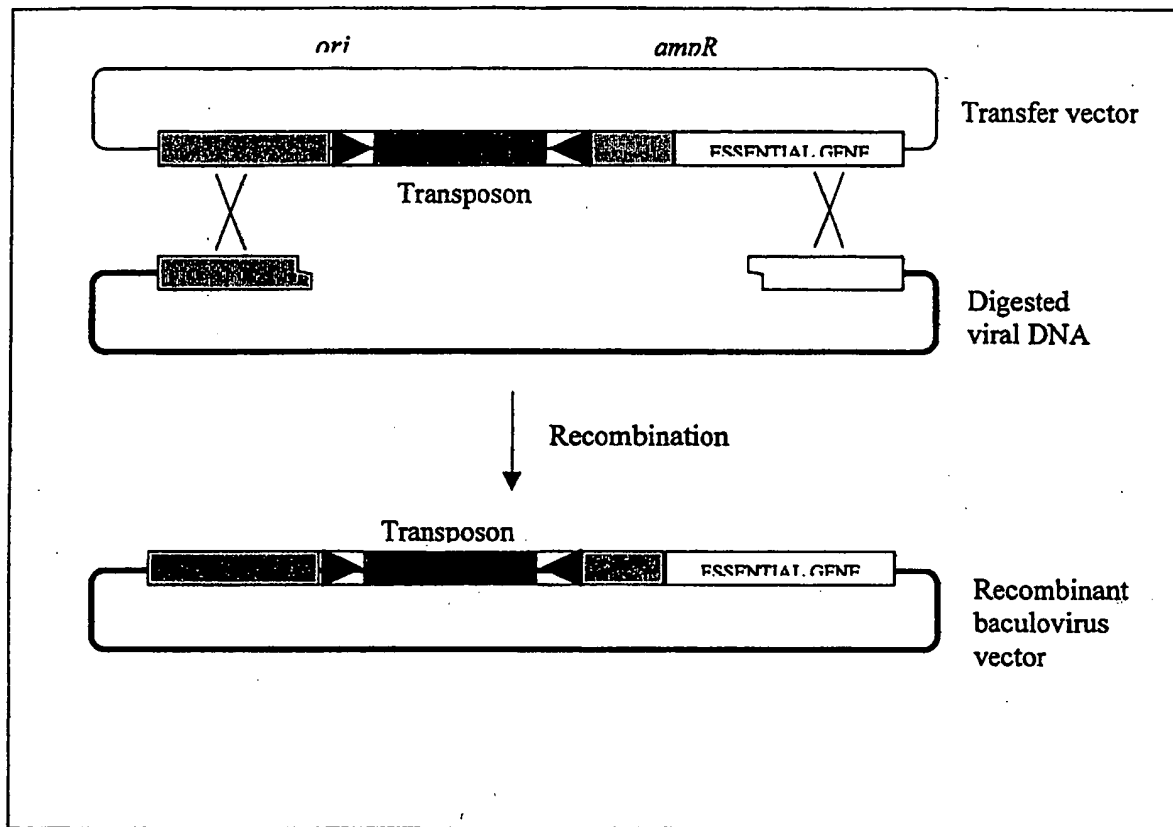 ori
ampR
Transfer vector
ESSENTIAL GENE
Transposon
Digested
viral DNA
Recombination
Transposon
ESSENTIAL GENE
Recombinant
baculovirus
vector